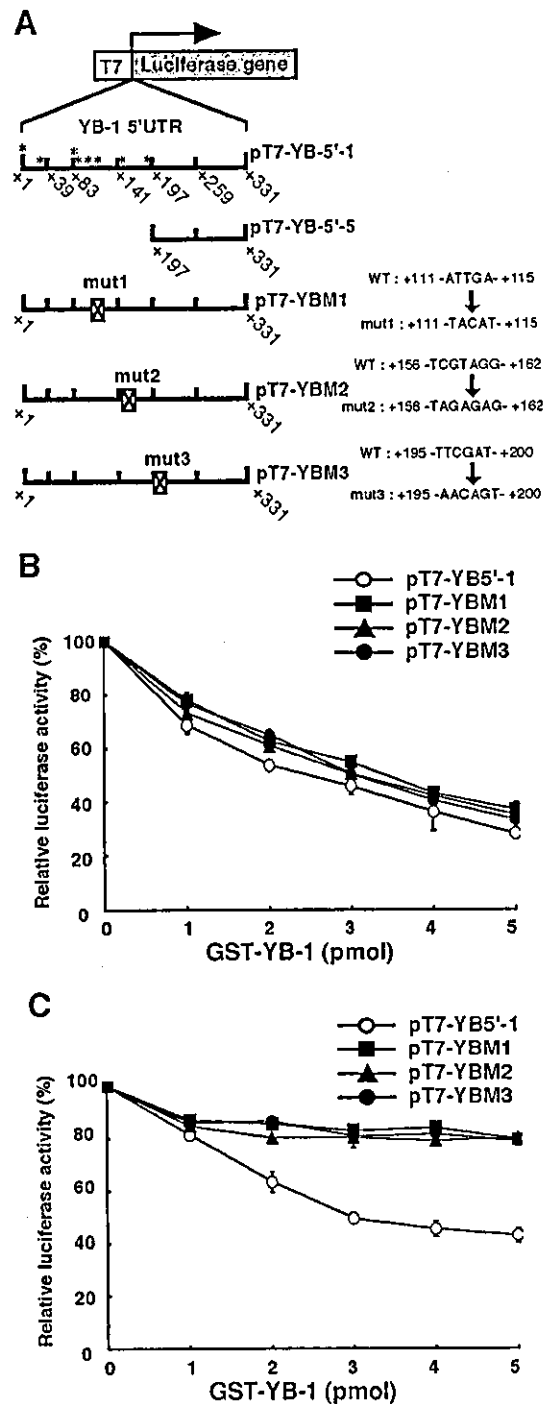 A
T7 Luciferase gene
YB-1 5'UTR
* * * * * * * *
pT7-YB-5'-1
+1 +39 +83 +141 +197 +259 +331
pT7-YB-5'-5
+197 +331
mut1
pT7-YBM1
+1 +331
WT : +111 -ATTGA- +115
mut1 : +111 -TACAT- +115
mut2
pT7-YBM2
+1 +331
WT : +156 -TCGTAGG- +162
mut2 : +156 -TAGAGAG- +162
mut3
pT7-YBM3
+1 +331
WT : +195 -TTCGAT- +200
mut3 : +195 -AACAGT- +200
B
pT7-YB5'-1
pT7-YBM1
pT7-YBM2
pT7-YBM3
Relative luciferase activity (%)
100
80
60
40
20
0
0 1 2 3 4 5
GST-YB-1 (pmol)
C
pT7-YB5'-1
pT7-YBM1
pT7-YBM2
pT7-YBM3
Relative luciferase activity (%)
100
80
60
40
20
0
0 1 2 3 4 5
GST-YB-1 (pmol)